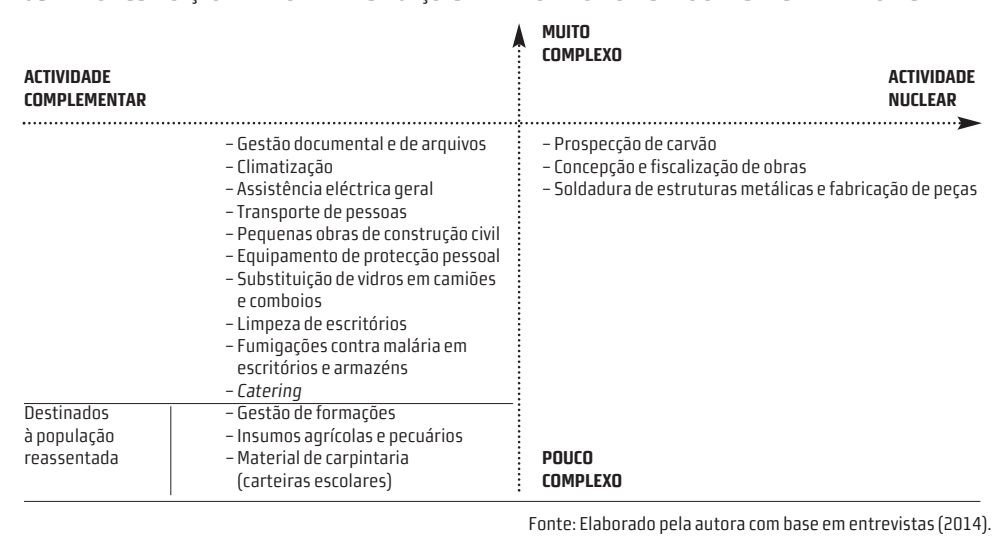 MUITO
COMPLEXO
ACTIVIDADE
COMPLEMENTAR
ACTIVIDADE
NUCLEAR
– Gestão documental e de arquivos
– Climatização
– Assistência eléctrica geral
– Transporte de pessoas
– Pequenas obras de construção civil
– Equipamento de protecção pessoal
– Substituição de vidros em camiões
e comboios
– Limpeza de escritórios
– Fumigações contra malária em
escritórios e armazéns
– Catering
– Prospecção de carvão
– Concepção e fiscalização de obras
– Soldadura de estruturas metálicas e fabricação de peças
Destinados
à população
reassentada
– Gestão de formações
– Insumos agrícolas e pecuários
– Material de carpintaria
(carteiras escolares)
POUCO
COMPLEXO
Fonte: Elaborado pela autora com base em entrevistas (2014).